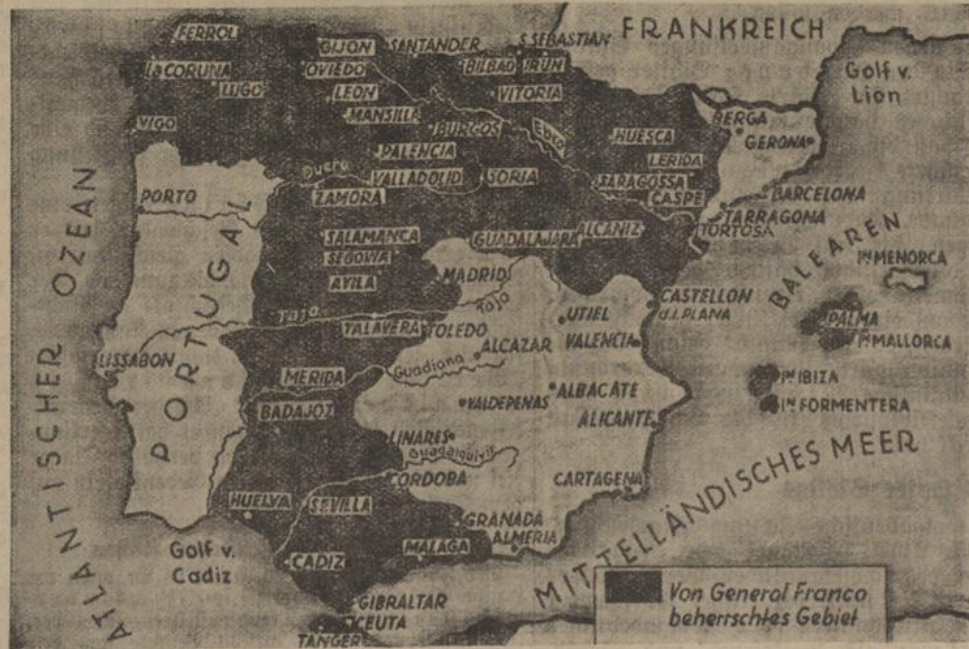 FRANKREICH
Golf v.
Lion
FERROL
GIJON
SANTANDER
S. SEBASTIAN
La CORUNA
OVIEDO
BILBAO
IRUN
LUGO
LEON
VITORIA
MANSILLA
VIGO
BURGOS
Ebro
HUESCA
BERGA
GERONA
PALENCIA
LERIDA
Duero
VALLADOLID
SORIA
SARAGOSSA
ZAMORA
CASPE
BARCELONA
PORTO
TARRAGONA
TORTOSA
SALAMANCA
GUADALAJARA
ALCANIZ
SEGOVIA
AVILA
MADRID
BALEAREN
In MENORCA
CASTELLON
d.l. PLANA
Tajo
Tajo
TALAVERA
TOLEDO
UTIEL
VALENCIA
PALMA
In MALLORCA
LISSABON
PORTUGAL
ALCAZAR
Guadiana
MERIDA
BADAJOZ
VALDEPENAS
ALBACATE
ALICANTE
In IBIZA
In FORMENTERA
LINARES
Guadalquivir
CORDOBA
CARTAGENA
HUELVA
SEVILLA
GRANADA
ALMERIA
MALAGA
CADIZ
Golf v.
Cadiz
GIBRALTAR
CEUTA
TANGER
ATLANTISCHER OZEAN
MITTELLÄNDISCHES MEER
Von General Franco
beherrschtes Gebiet